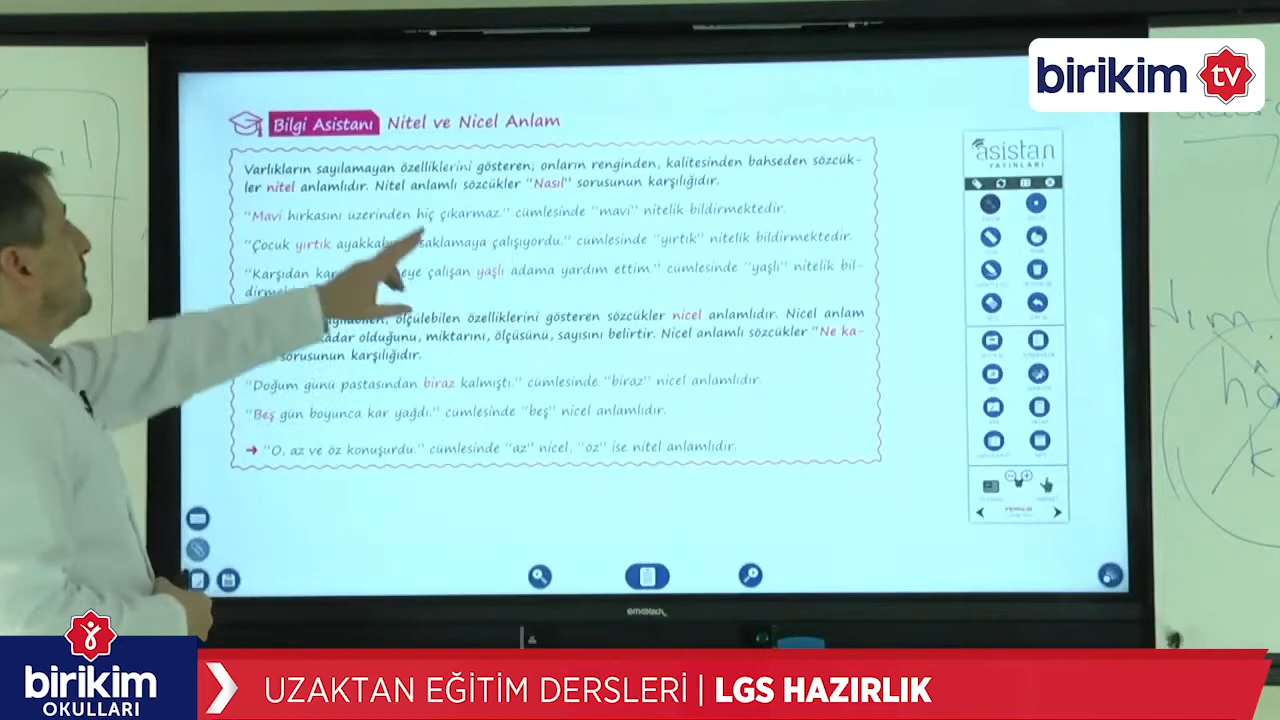 birikim tv
Bilgi Asistanı Nitel ve Nicel Anlam
Varlıkların sayılamayan özelliklerini gösteren, onların renginden, kalitesinden bahseden sözcük-
ler nitel anlamlıdır. Nitel anlamlı sözcükler "Nasıl" sorusunun karşılığıdır.
"Mavi hırkasını üzerinden hiç çıkarmaz." cümlesinde "mavi" nitelik bildirmektedir.
"Çocuk yırtık saklamaya çalışıyordu." cümlesinde "yırtık" nitelik bildirmektedir.
"Karşıdan çalışan yaşlı adama yardım ettim." cümlesinde "yaşlı" nitelik bil-
ölçülebilen özelliklerini gösteren sözcükler nicel anlamlıdır. Nicel anlam
olduğunu, miktarını, ölçüsünü, sayısını belirtir. Nicel anlamlı sözcükler "Ne ka-
sorusunun karşılığıdır.
"Doğum günü pastasından biraz kalmıştı." cümlesinde "biraz" nicel anlamlıdır.
"Beş gün boyunca kar yağdı." cümlesinde "beş" nicel anlamlıdır.
➜ "O, az ve öz konuşurdu." cümlesinde "az" nicel, "öz" ise nitel anlamlıdır.
asistan
YAYINLARI
birikim
OKULLARI
UZAKTAN EĞİTİM DERSLERİ | LGS HAZIRLIK